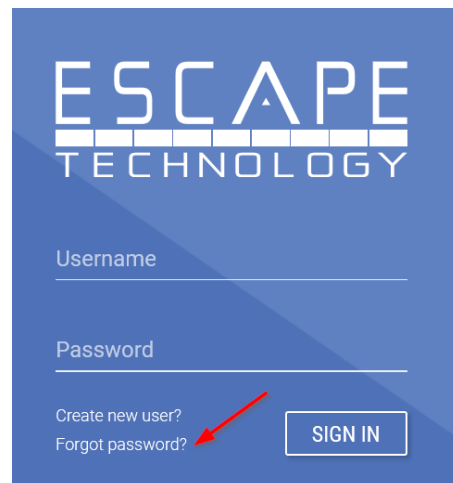 ESCAPE
TECHNOLOGY
Username
Password
Create new user?
Forgot password?
SIGN IN